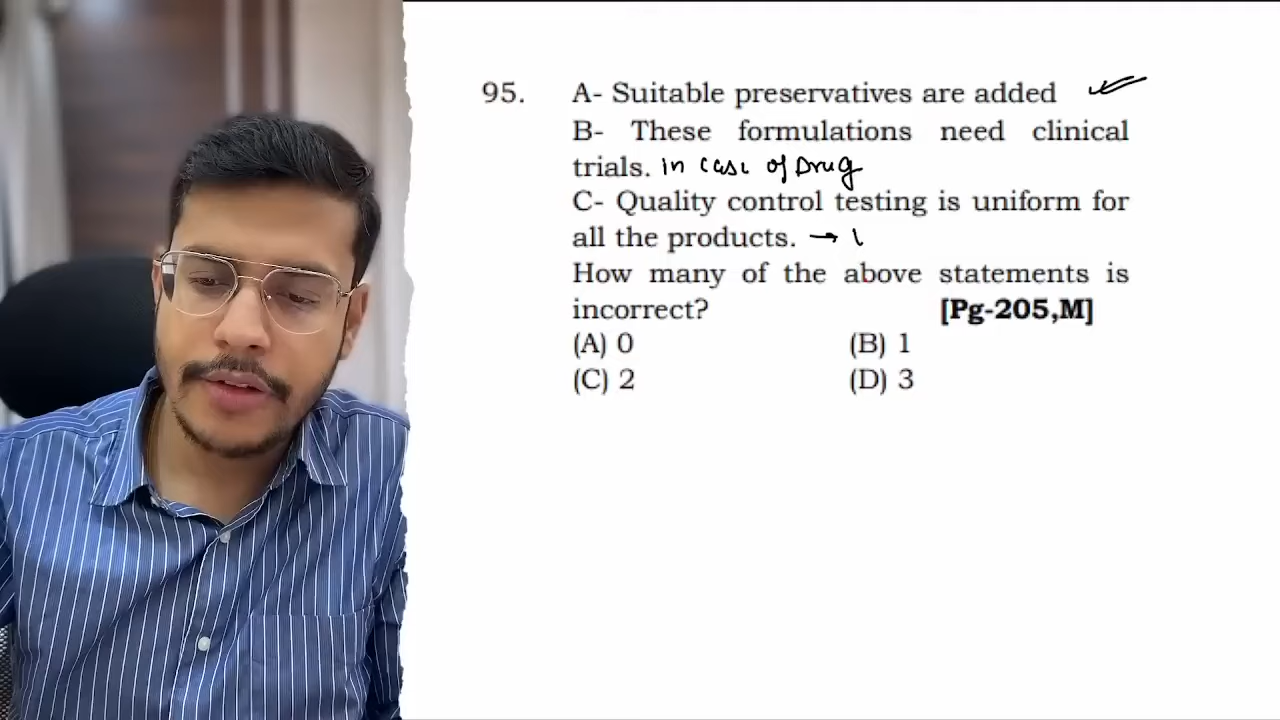 95. A- Suitable preservatives are added
B- These formulations need clinical
trials. in case of Drug
C- Quality control testing is uniform for
all the products. →
How many of the above statements is
incorrect? [Pg-205,M]
(A) 0 (B) 1
(C) 2 (D) 3